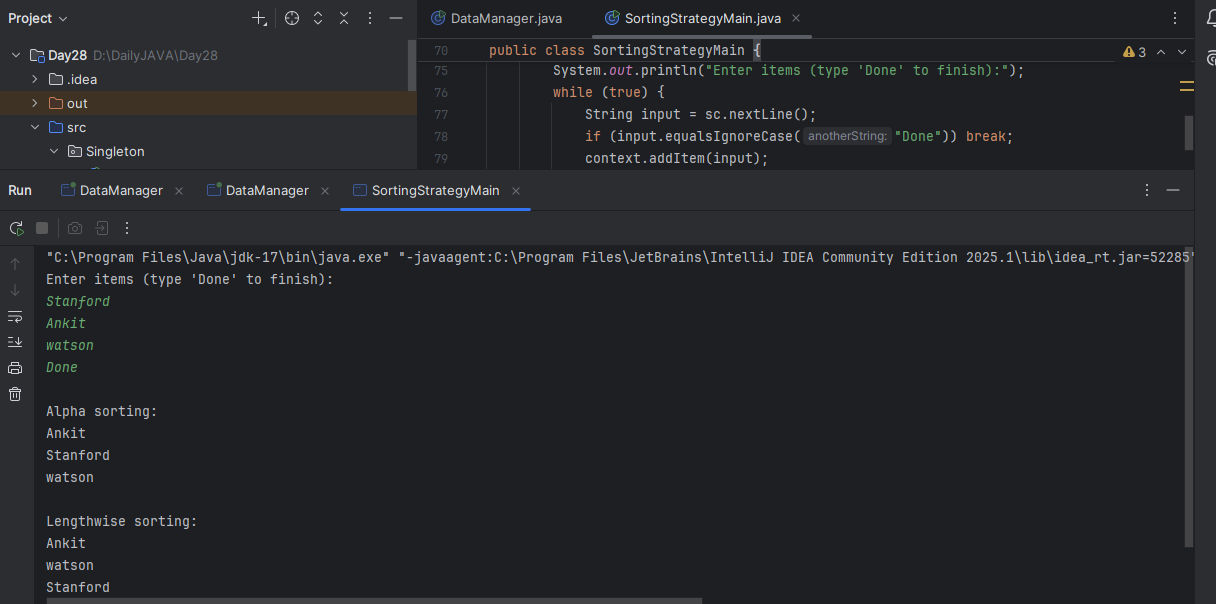 Project
Day28 D:\DailyJAVA\Day28
.idea
out
src
Singleton
DataManager.java
SortingStrategyMain.java
3
70 public class SortingStrategyMain {
75 System.out.println("Enter items (type 'Done' to finish):");
76 while (true) {
77 String input = sc.nextLine();
78 if (input.equalsIgnoreCase( anotherString: "Done")) break;
79 context.addItem(input);
Run
DataManager
DataManager
SortingStrategyMain
"C:\Program Files\Java\jdk-17\bin\java.exe" "-javaagent:C:\Program Files\JetBrains\IntelliJ IDEA Community Edition 2025.1\lib\idea_rt.jar=52285"
Enter items (type 'Done' to finish):
Stanford
Ankit
watson
Done
Alpha sorting:
Ankit
Stanford
watson
Lengthwise sorting:
Ankit
watson
Stanford